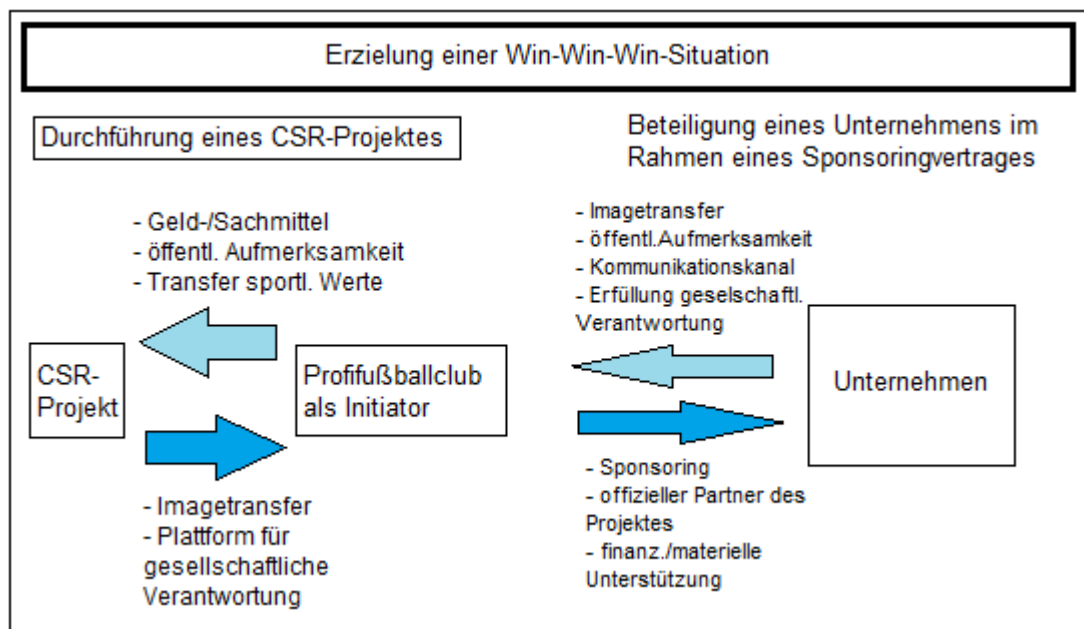 Erzielung einer Win-Win-Win-Situation
Durchführung eines CSR-Projektes
Beteiligung eines Unternehmens im
Rahmen eines Sponsoringvertrages
- Geld-/Sachmittel
- öffentl. Aufmerksamkeit
- Transfer sportl. Werte
- Imagetransfer
- öffentl.Aufmerksamkeit
- Kommunikationskanal
- Erfüllung geselschaftl.
Verantwortung
CSR-
Projekt
Profifußballclub
als Initiator
Unternehmen
- Imagetransfer
- Plattform für
gesellschaftliche
Verantwortung
- Sponsoring
- offizieller Partner des
Projektes
- finanz./materielle
Unterstützung